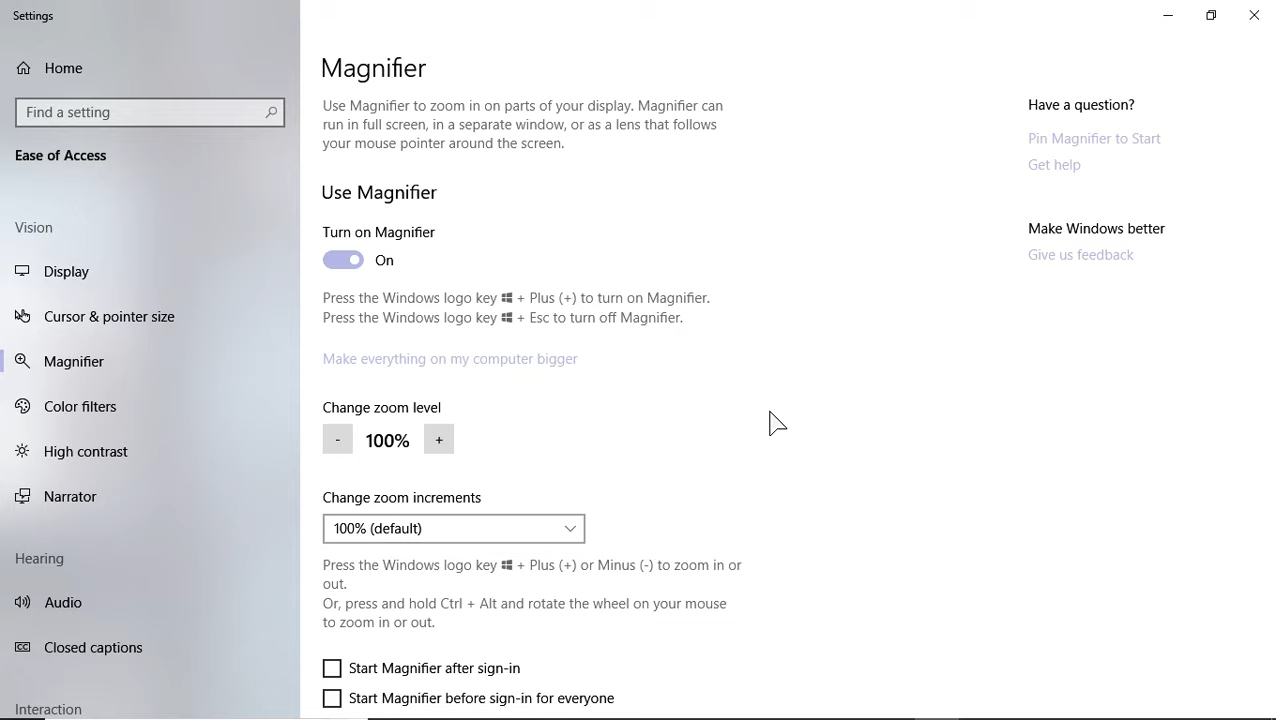 Settings
Home
Find a setting
Ease of Access
Vision
Display
Cursor & pointer size
Magnifier
Color filters
High contrast
Narrator
Hearing
Audio
Closed captions
Interaction
Magnifier
Use Magnifier to zoom in on parts of your display. Magnifier can
run in full screen, in a separate window, or as a lens that follows
your mouse pointer around the screen.
Use Magnifier
Turn on Magnifier
On
Press the Windows logo key + Plus (+) to turn on Magnifier.
Press the Windows logo key + Esc to turn off Magnifier.
Make everything on my computer bigger
Change zoom level
- 100% +
Change zoom increments
100% (default)
Press the Windows logo key + Plus (+) or Minus (-) to zoom in or
out.
Or, press and hold Ctrl + Alt and rotate the wheel on your mouse
to zoom in or out.
Start Magnifier after sign-in
Start Magnifier before sign-in for everyone
Have a question?
Pin Magnifier to Start
Get help
Make Windows better
Give us feedback